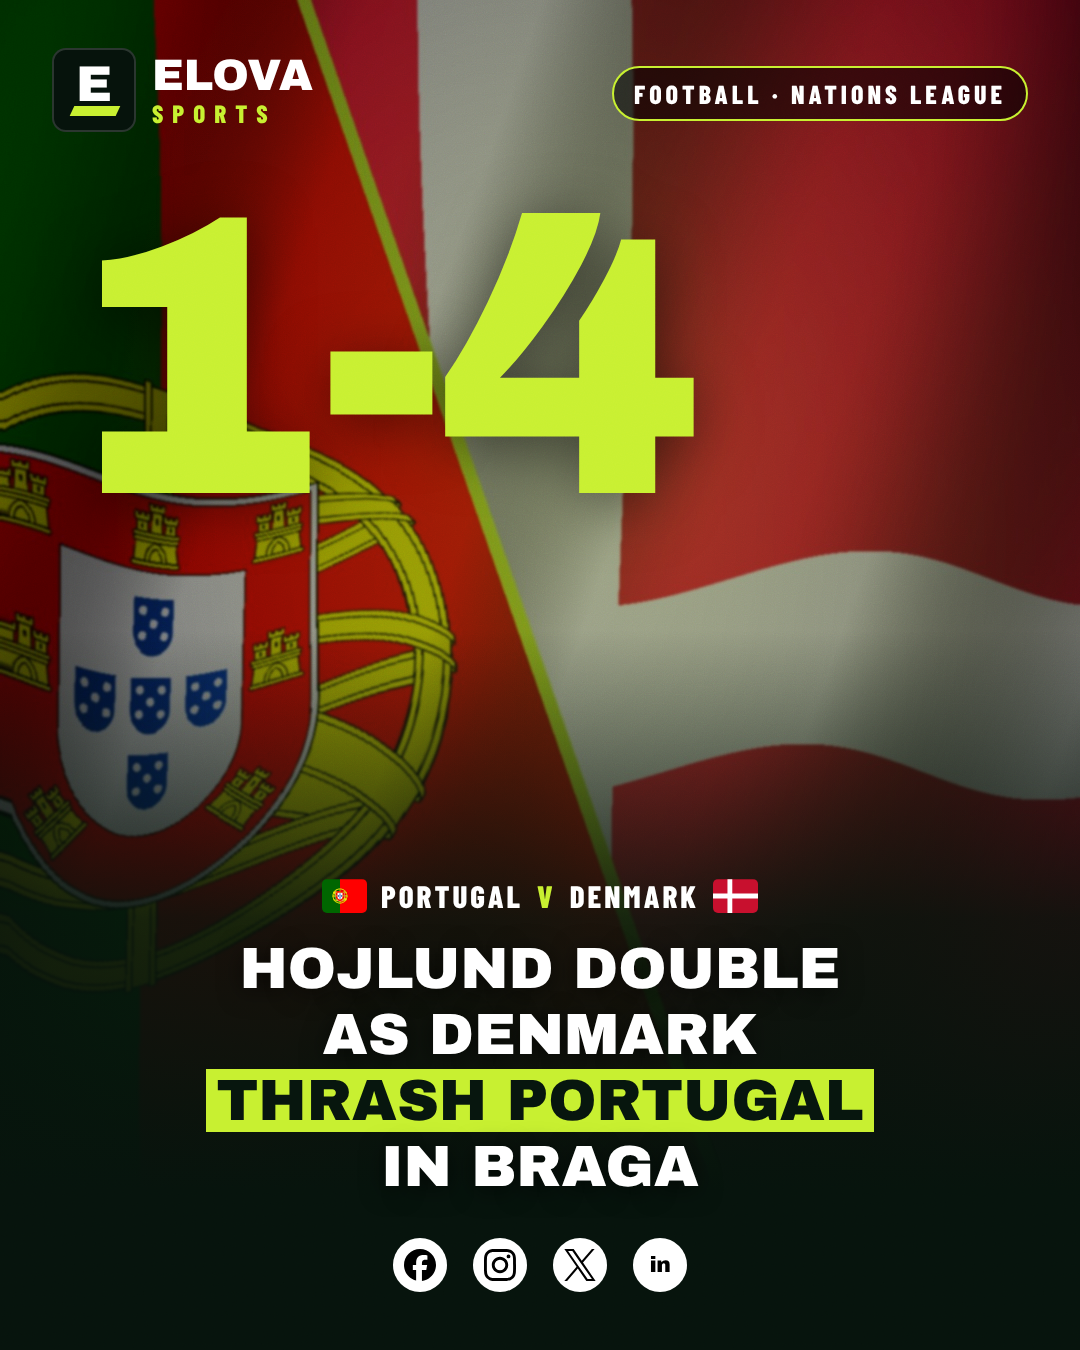 E ELOVA
SPORTS
FOOTBALL · NATIONS LEAGUE
1-4
PORTUGAL V DENMARK
HOJLUND DOUBLE
AS DENMARK
THRASH PORTUGAL
IN BRAGA
in